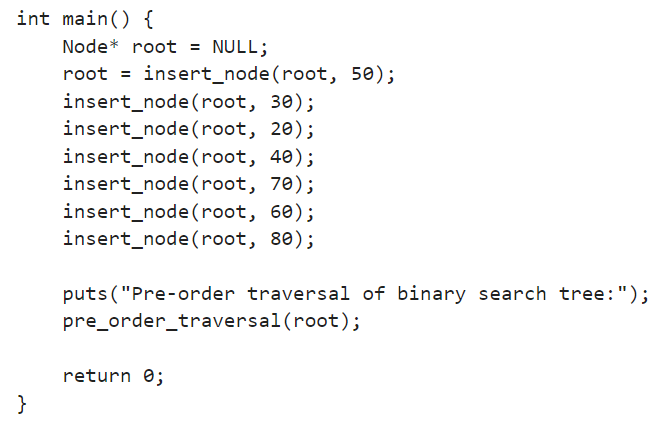 int main() {
    Node* root = NULL;
    root = insert_node(root, 50);
    insert_node(root, 30);
    insert_node(root, 20);
    insert_node(root, 40);
    insert_node(root, 70);
    insert_node(root, 60);
    insert_node(root, 80);

    puts("Pre-order traversal of binary search tree:");
    pre_order_traversal(root);

    return 0;
}